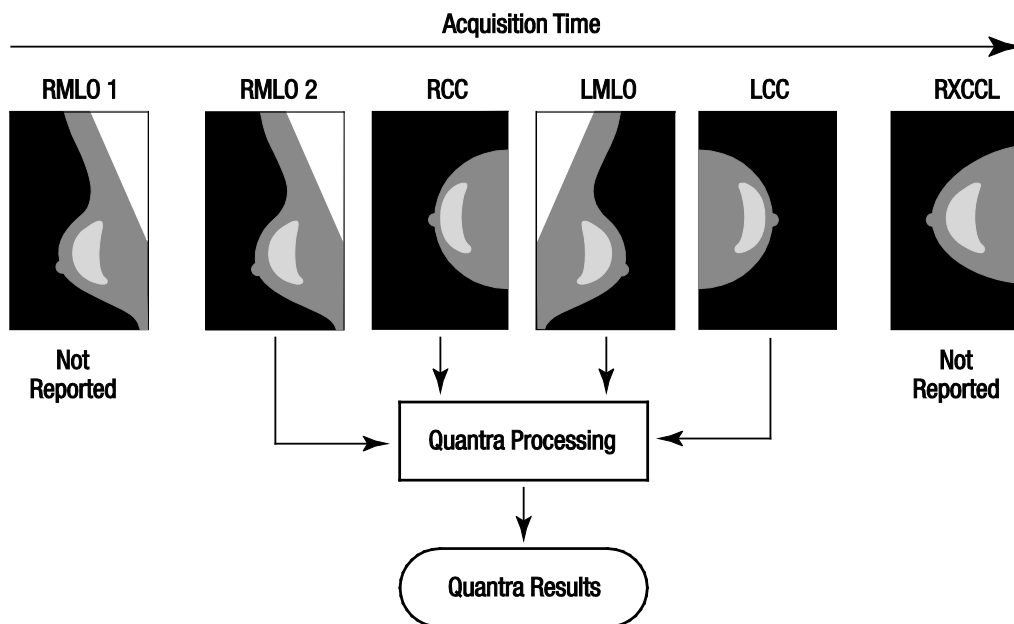 Acquisition Time
RMLO 1
RMLO 2
RCC
LMLO
LCC
RXCCL
Not
Reported
Not
Reported
Quantra Processing
Quantra Results